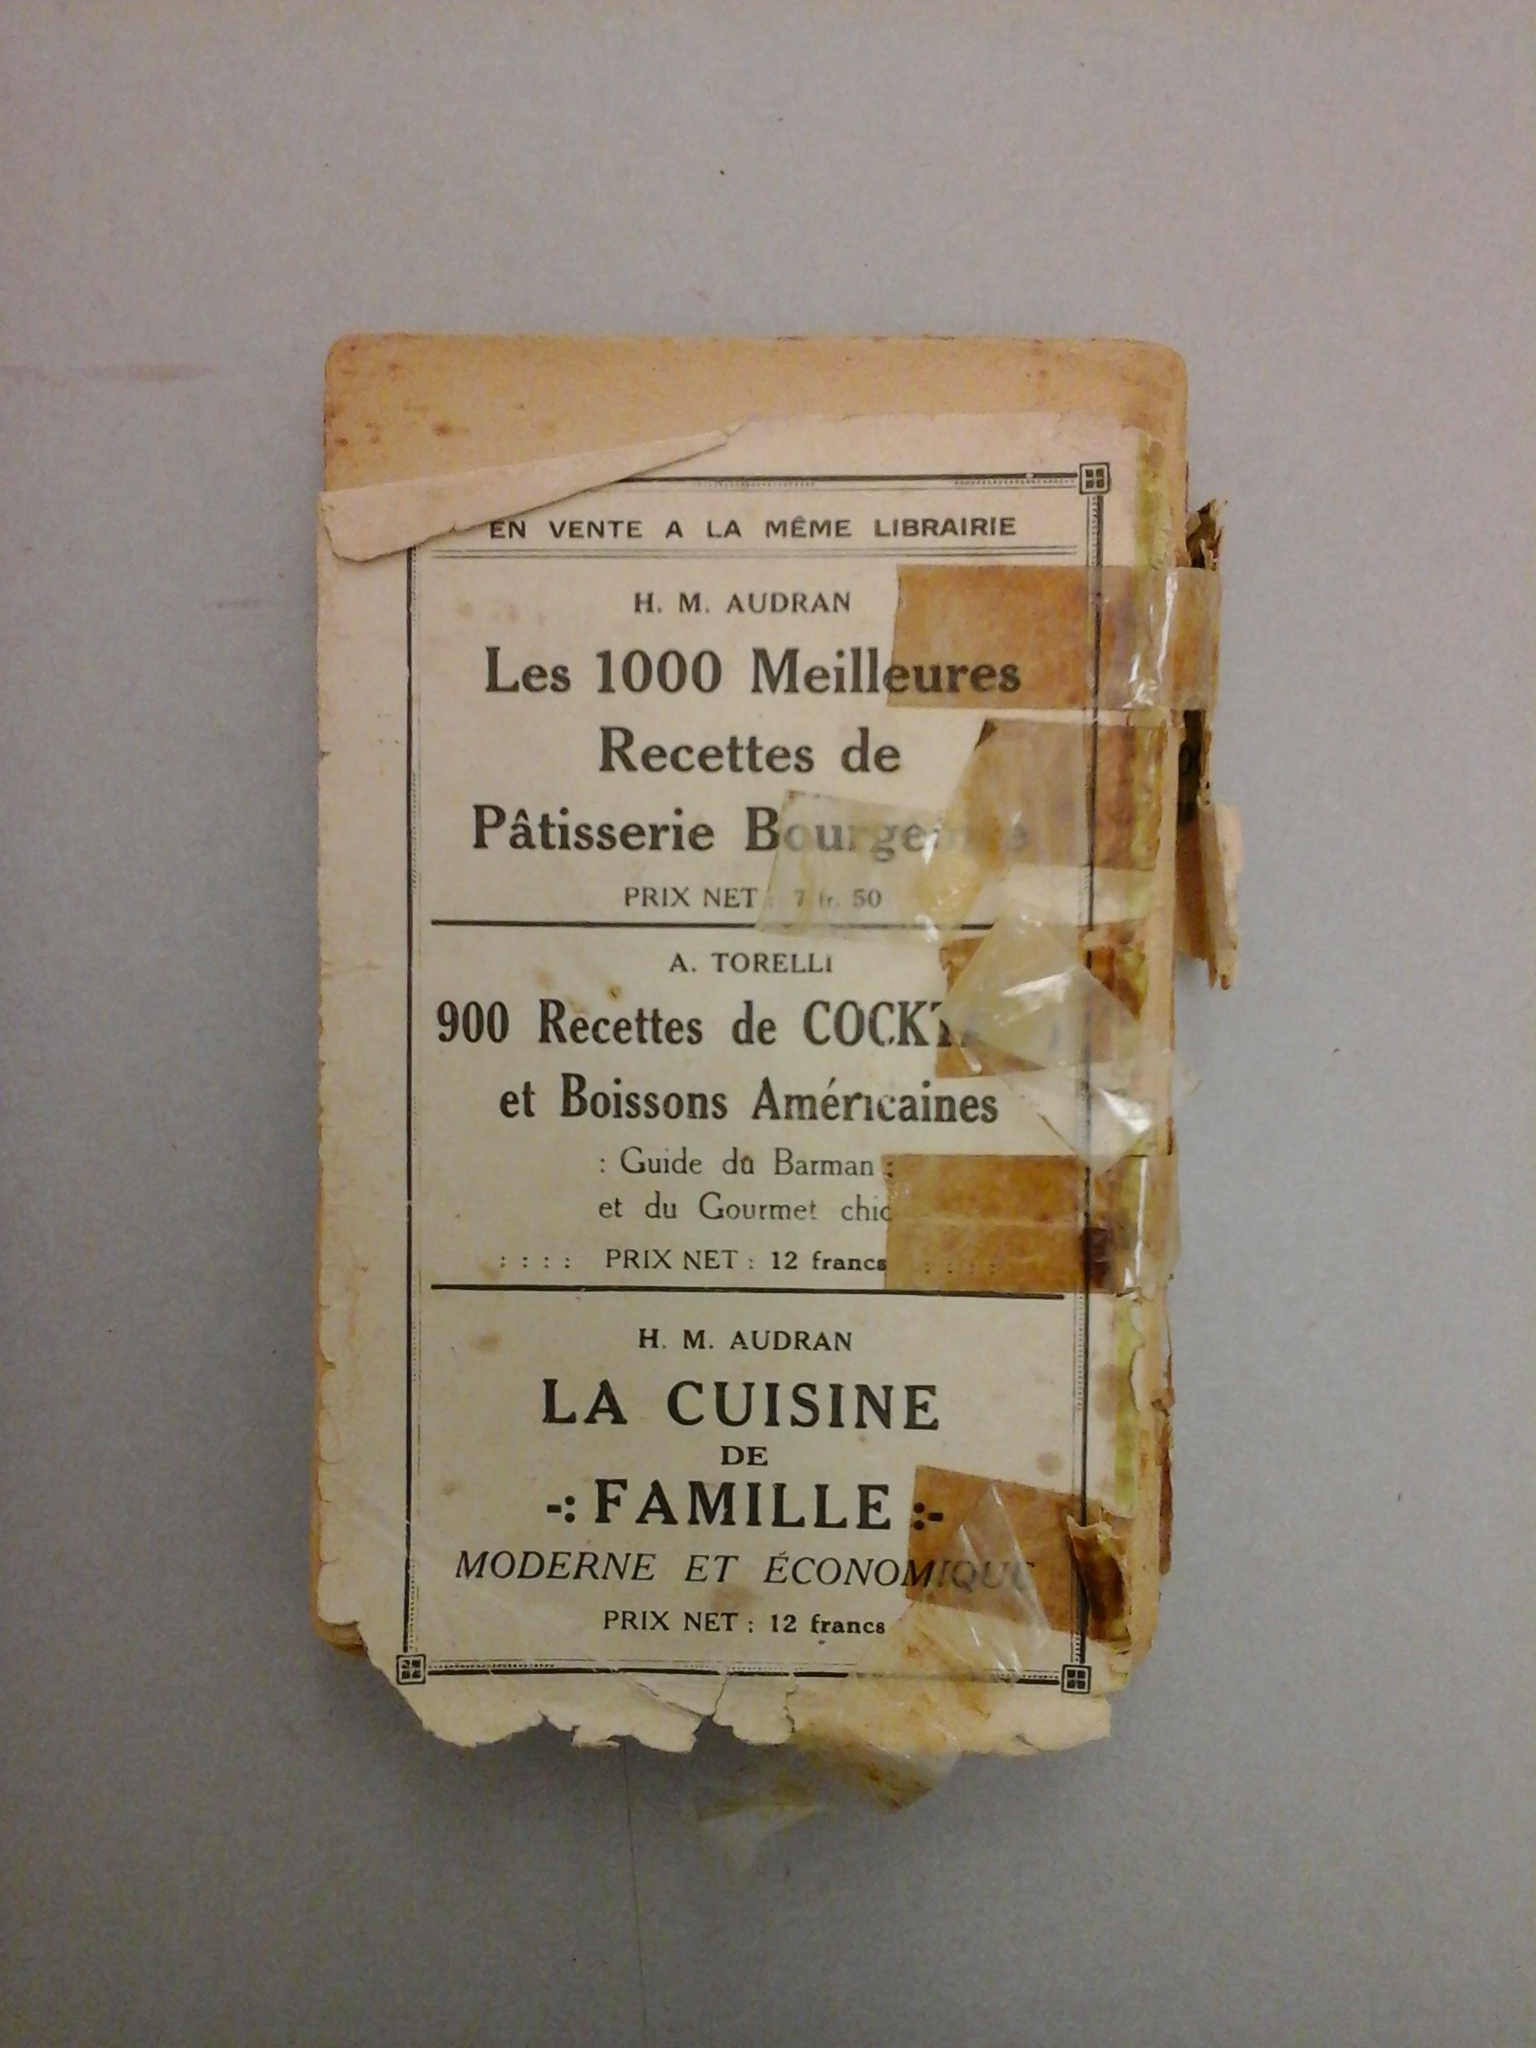 EN VENTE A LA MÊME LIBRAIRIE
H. M. AUDRAN
Les 1000 Meilleures
Recettes de
Pâtisserie Bourgeoise
PRIX NET : 7 fr. 50
A. TORELLI
900 Recettes de
et Boissons Américaines
: Guide du Barman :
et du Gourmet chic
: : : : PRIX NET : 12 francs : : : :
H. M. AUDRAN
LA CUISINE
DE
-: FAMILLE :-
MODERNE ET ÉCONOMIQUE
PRIX NET : 12 francs